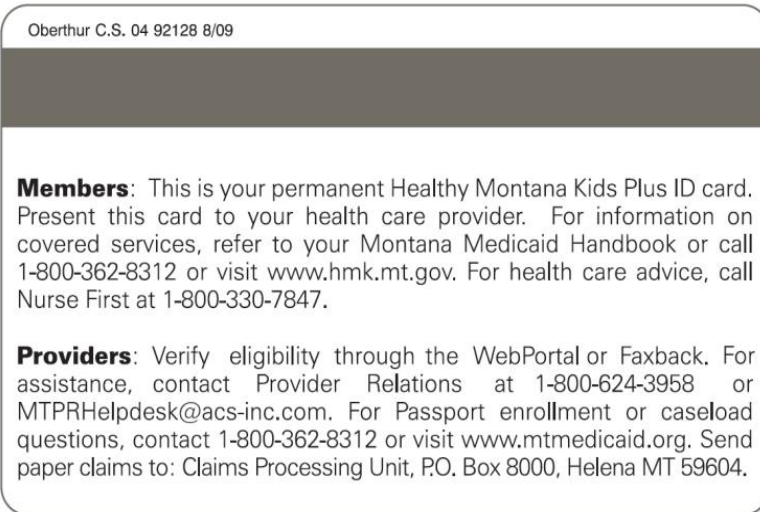 Oberthur C.S. 04 92128 8/09
Members: This is your permanent Healthy Montana Kids Plus ID card.
Present this card to your health care provider. For information on
covered services, refer to your Montana Medicaid Handbook or call
1-800-362-8312 or visit www.hmk.mt.gov. For health care advice, call
Nurse First at 1-800-330-7847.
Providers: Verify eligibility through the WebPortal or Faxback. For
assistance, contact Provider Relations at 1-800-624-3958 or
MTPRHelpdesk@acs-inc.com. For Passport enrollment or caseload
questions, contact 1-800-362-8312 or visit www.mtmedicaid.org. Send
paper claims to: Claims Processing Unit, P.O. Box 8000, Helena MT 59604.